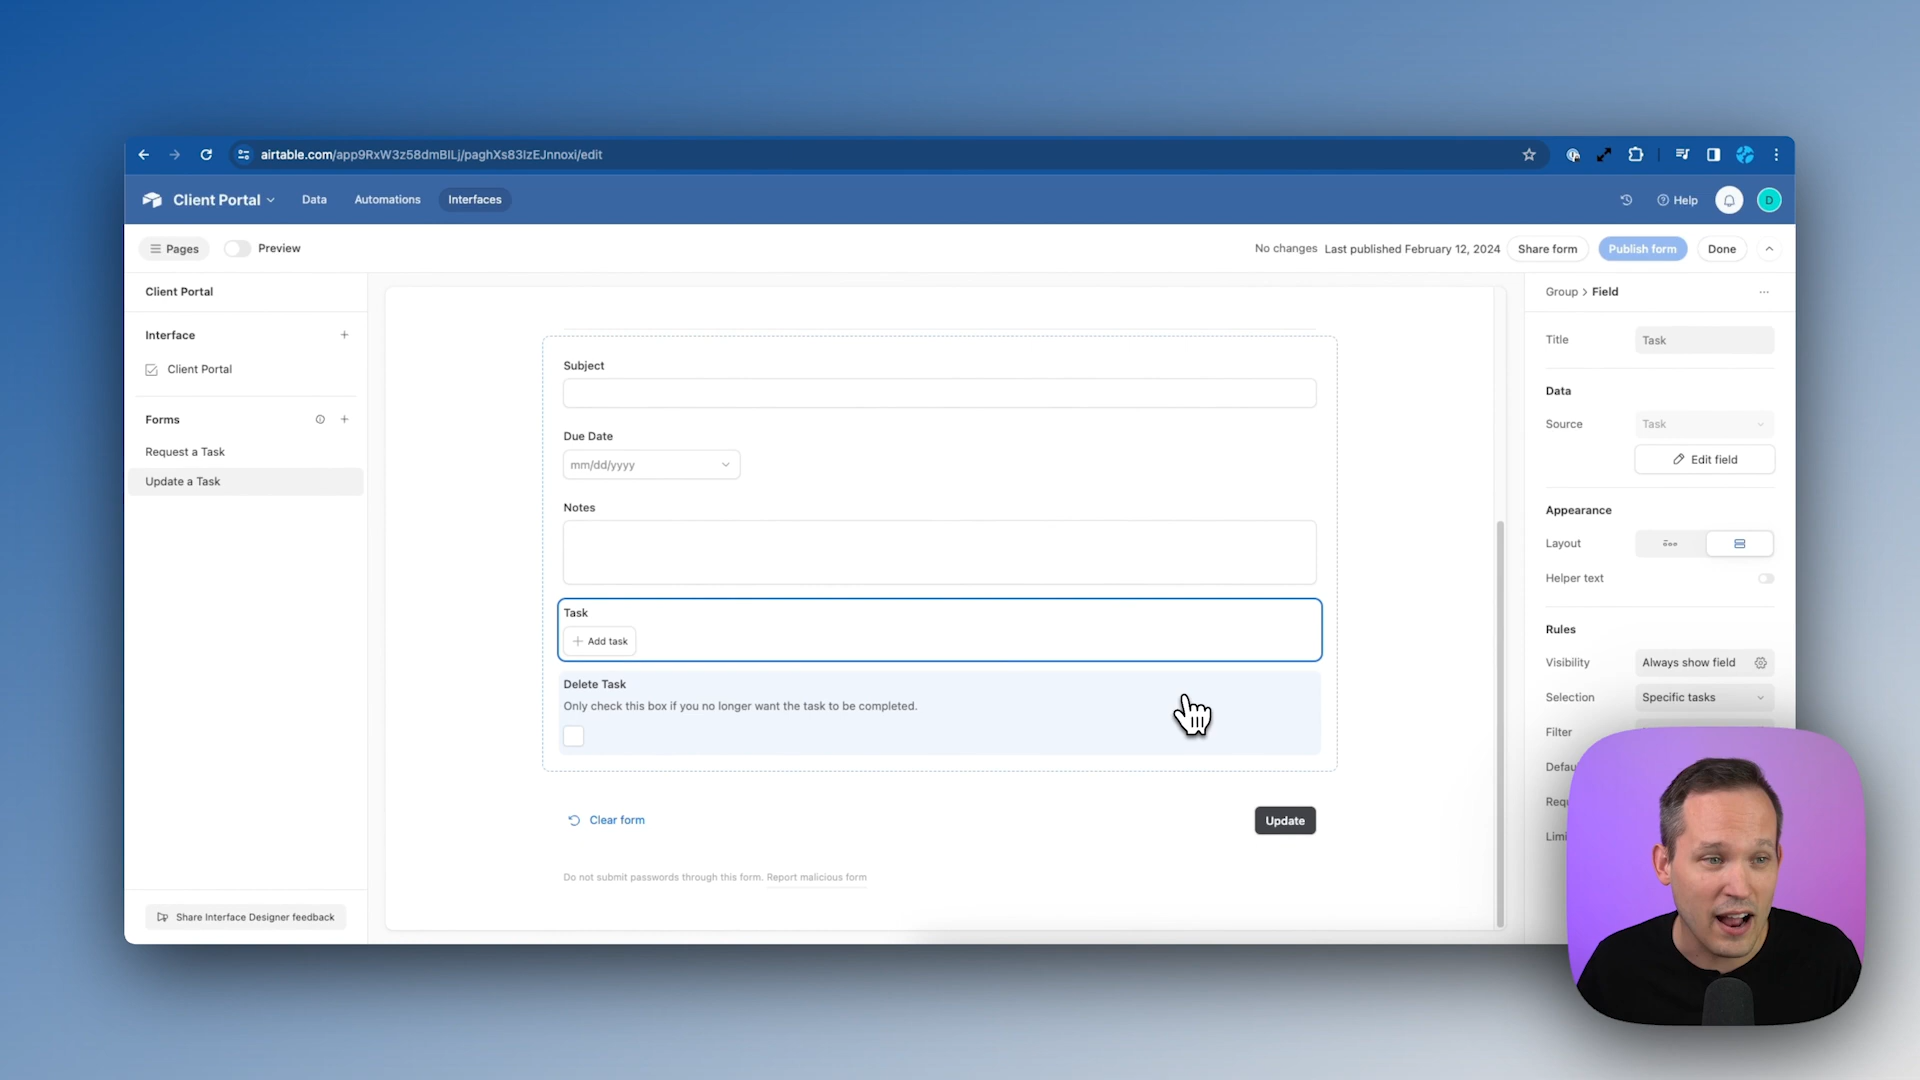 airtable.com/app9RxW3z58dmBILj/paghXs83IzEJnnoxi/edit
Client Portal
Data
Automations
Interfaces
Help
D
Pages
Preview
No changes
Last published February 12, 2024
Share form
Publish form
Done
Client Portal
Interface
Client Portal
Forms
Request a Task
Update a Task
Share Interface Designer feedback
Subject
Due Date
mm/dd/yyyy
Notes
Task
Add task
Delete Task
Only check this box if you no longer want the task to be completed.
Clear form
Update
Do not submit passwords through this form. Report malicious form
Group > Field
Title
Task
Data
Source
Task
Edit field
Appearance
Layout
Helper text
Rules
Visibility
Always show field
Selection
Specific tasks
Filter
Defau
Requ
Limi